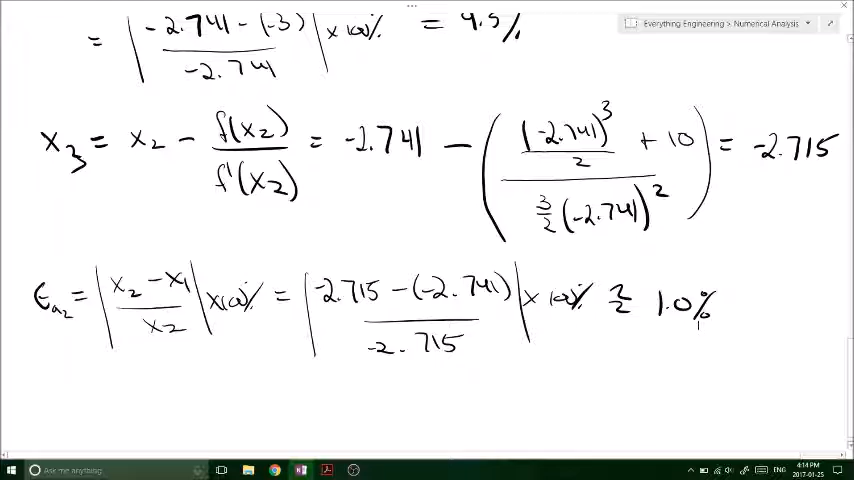 Everything Engineering > Numerical Analysis
= | -2.741 - (-3) / -2.741 | × 100% = 9.5%
x₃ = x₂ - f(x₂) / f'(x₂) = -2.741 - ( (-2.741)³/2 + 10 / 3/2 (-2.741)² ) = -2.715
ϵa₂ = | x₂ - x₁ / x₂ | × 100% = | -2.715 - (-2.741) / -2.715 | × 100% ≈ 1.0%
Ask me anything
ENG
4:14 PM
2017-01-25